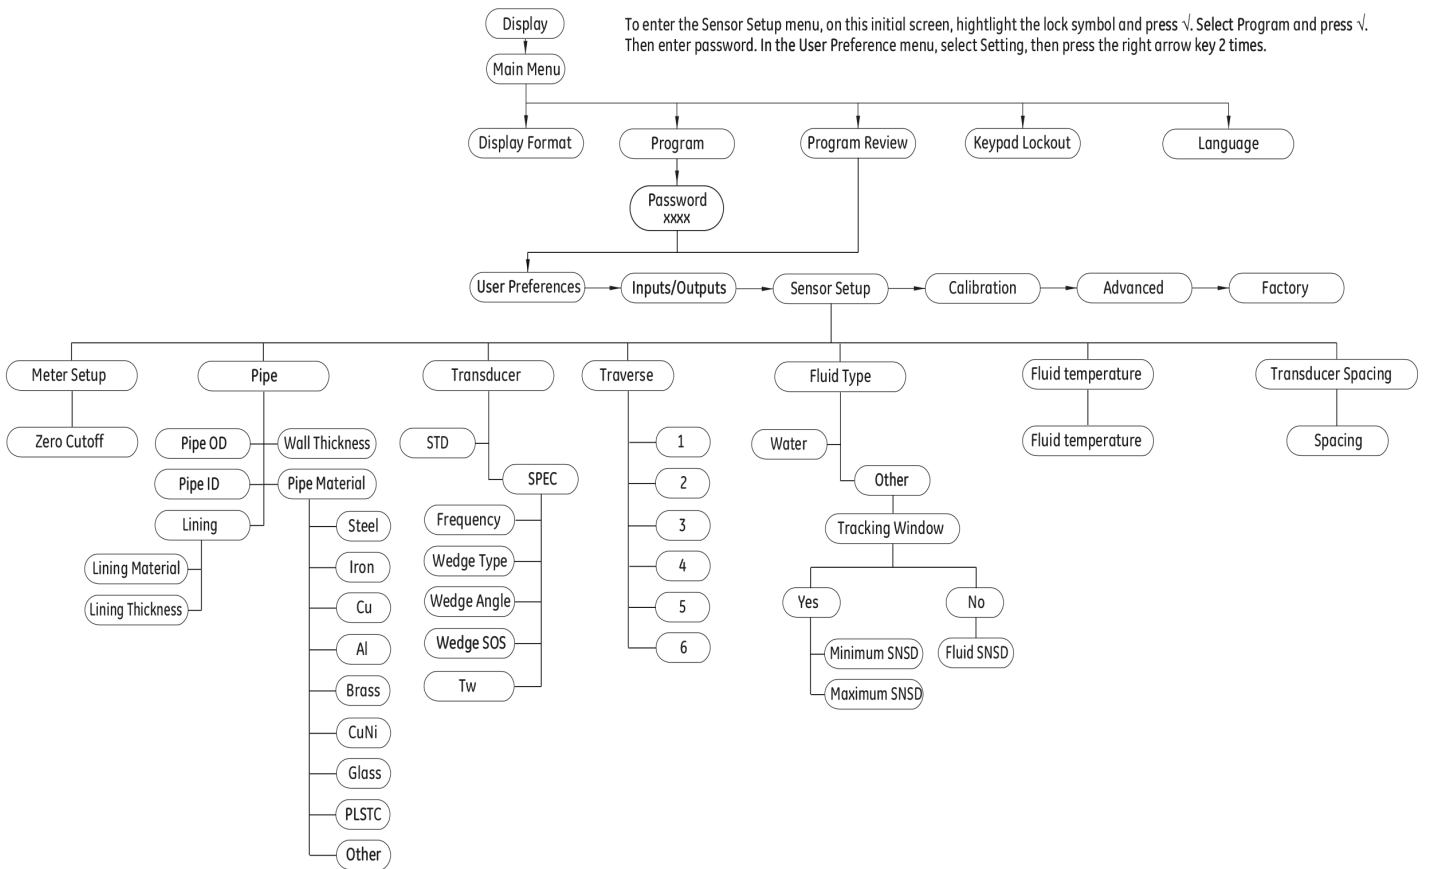 Display
To enter the Sensor Setup menu, on this initial screen, hightlight the lock symbol and press √. Select Program and press √.
Then enter password. In the User Preference menu, select Setting, then press the right arrow key 2 times.
Main Menu
Display Format
Program
Program Review
Keypad Lockout
Language
Password
xxxx
User Preferences
Inputs/Outputs
Sensor Setup
Calibration
Advanced
Factory
Meter Setup
Pipe
Transducer
Traverse
Fluid Type
Fluid temperature
Transducer Spacing
Zero Cutoff
Pipe OD
Wall Thickness
Pipe ID
Pipe Material
Lining
Lining Material
Lining Thickness
Steel
Iron
Cu
Al
Brass
CuNi
Glass
PLSTC
Other
STD
SPEC
Frequency
Wedge Type
Wedge Angle
Wedge SOS
Tw
1
2
3
4
5
6
Water
Other
Tracking Window
Yes
No
Minimum SNSD
Maximum SNSD
Fluid SNSD
Fluid temperature
Spacing